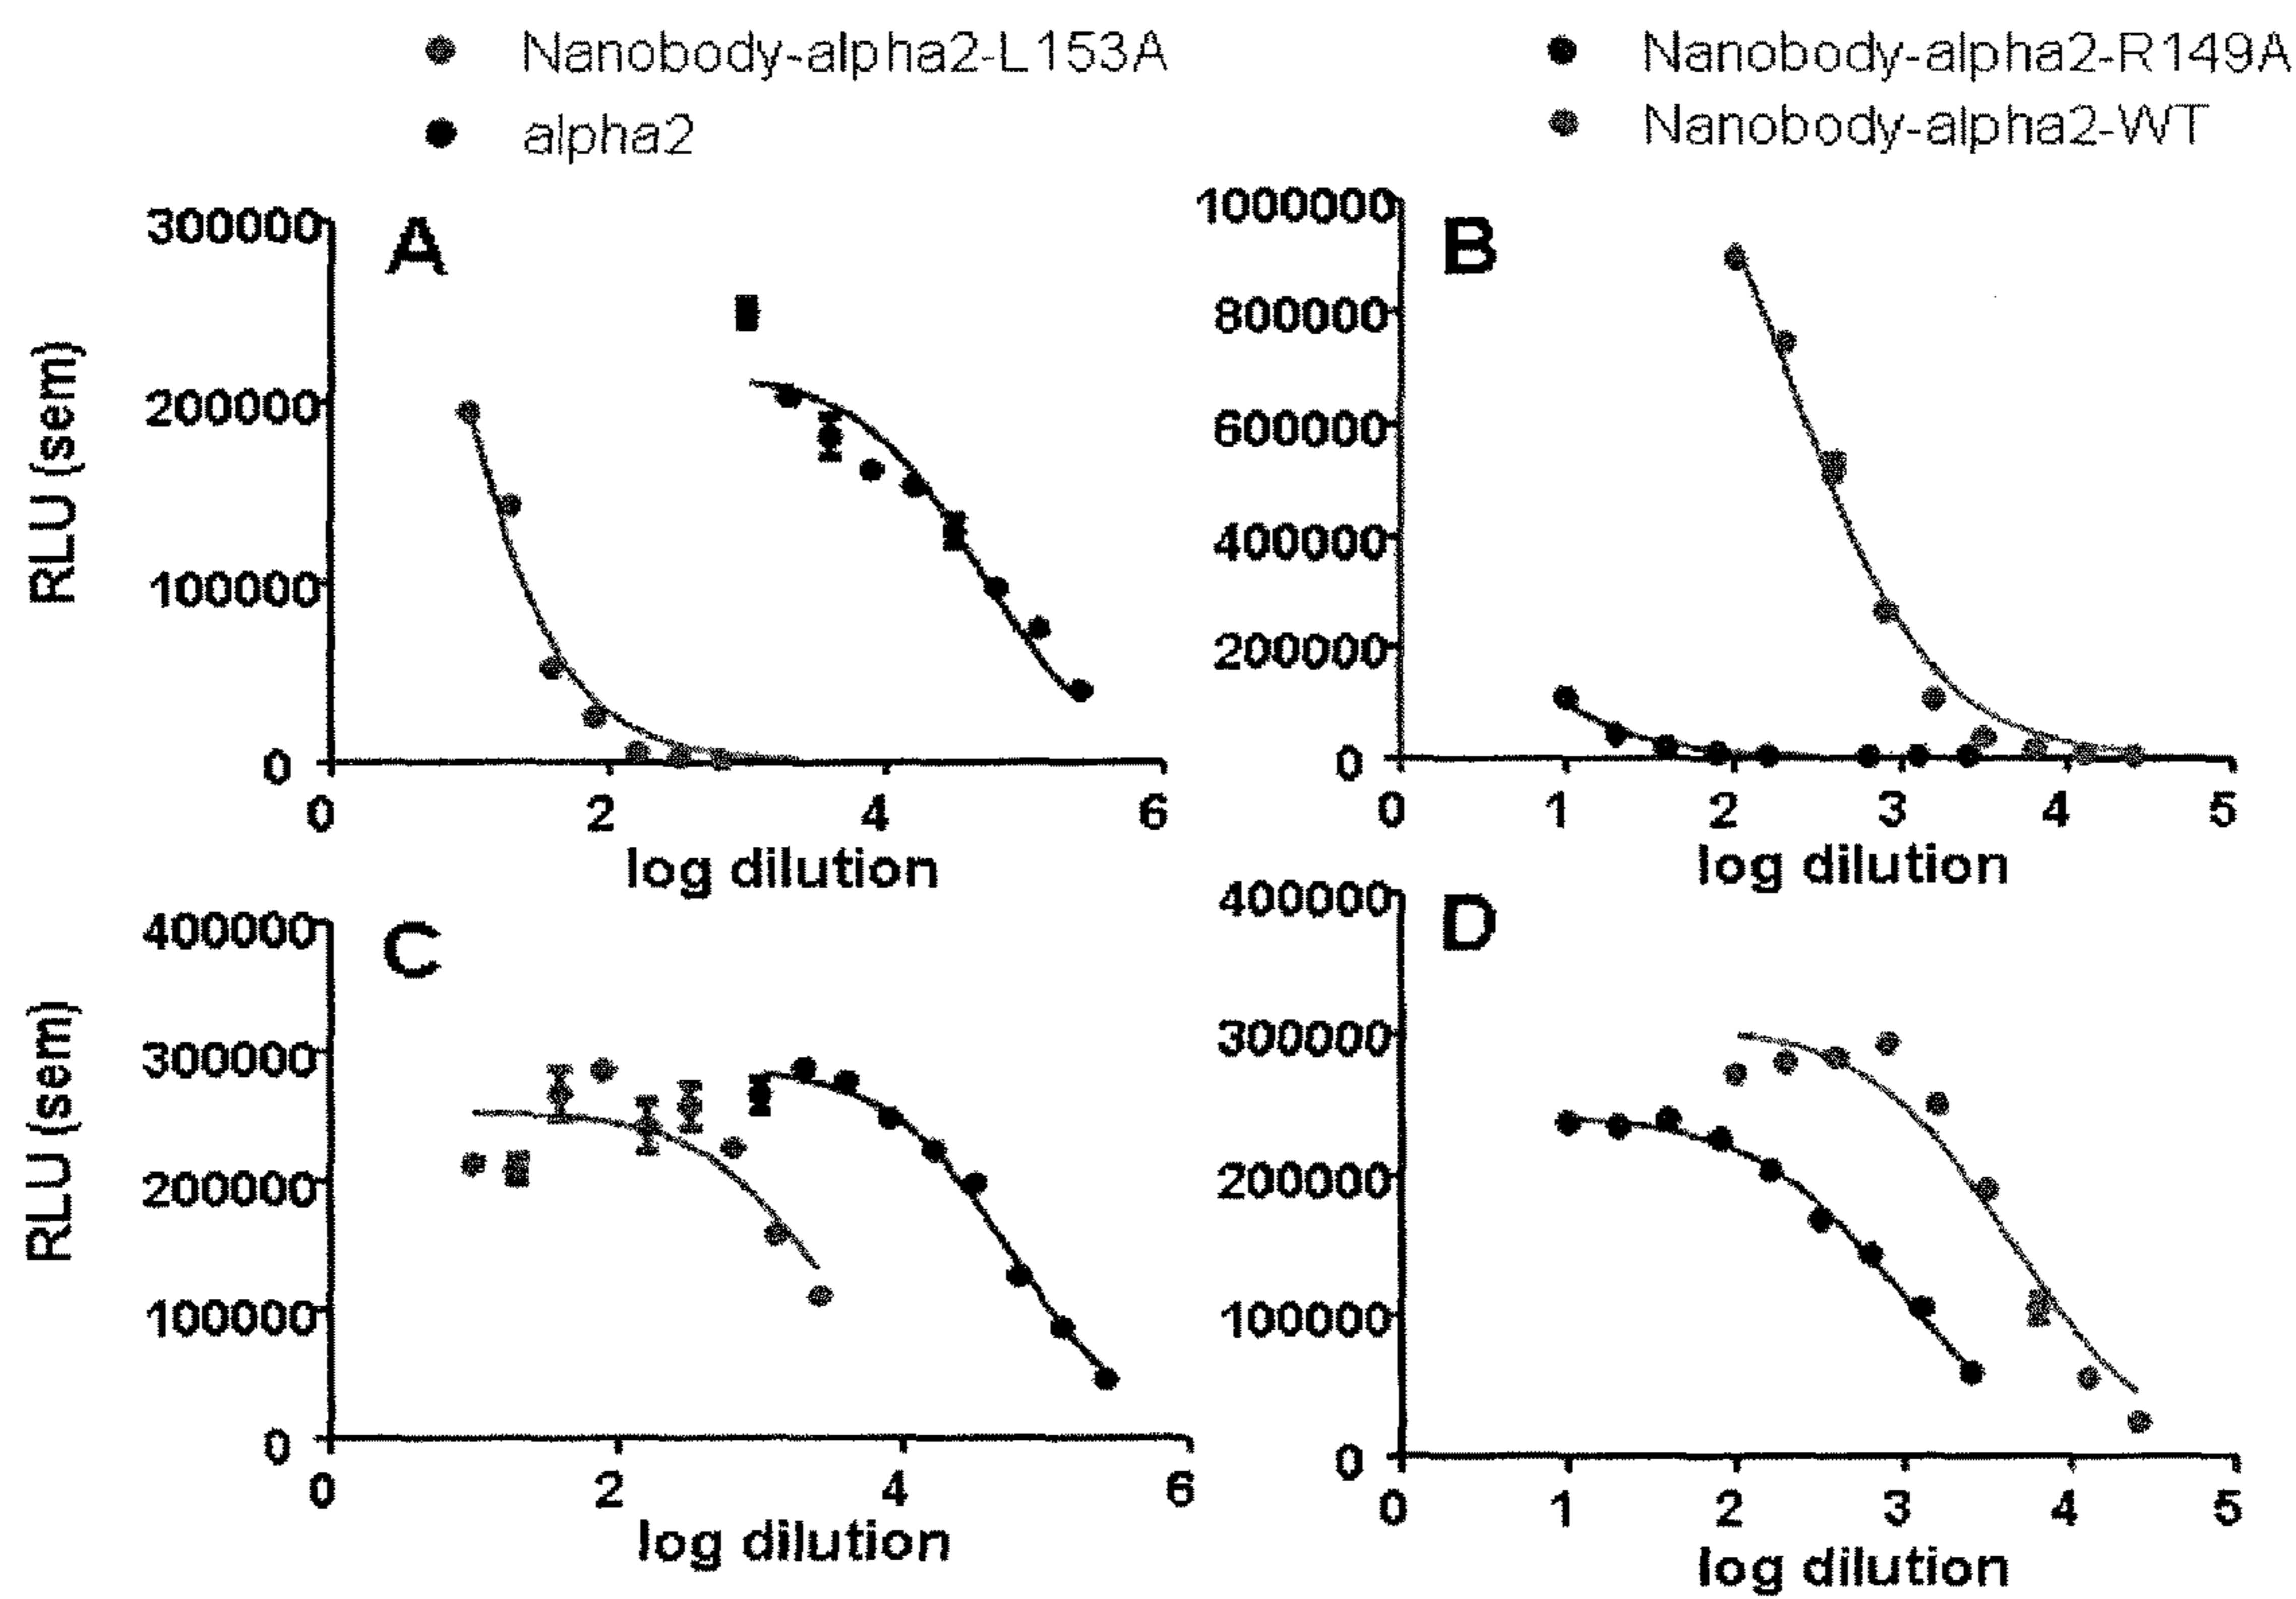 Nanobody-alpha2-L153A
alpha2
Nanobody-alpha2-R149A
Nanobody-alpha2-WT
A
300000
200000
100000
0
RLU (sem)
0 2 4 6
log dilution
B
1000000
800000
600000
400000
200000
0
0 1 2 3 4 5
log dilution
C
400000
300000
200000
100000
0
RLU (sem)
0 2 4 6
log dilution
D
400000
300000
200000
100000
0
0 1 2 3 4 5
log dilution